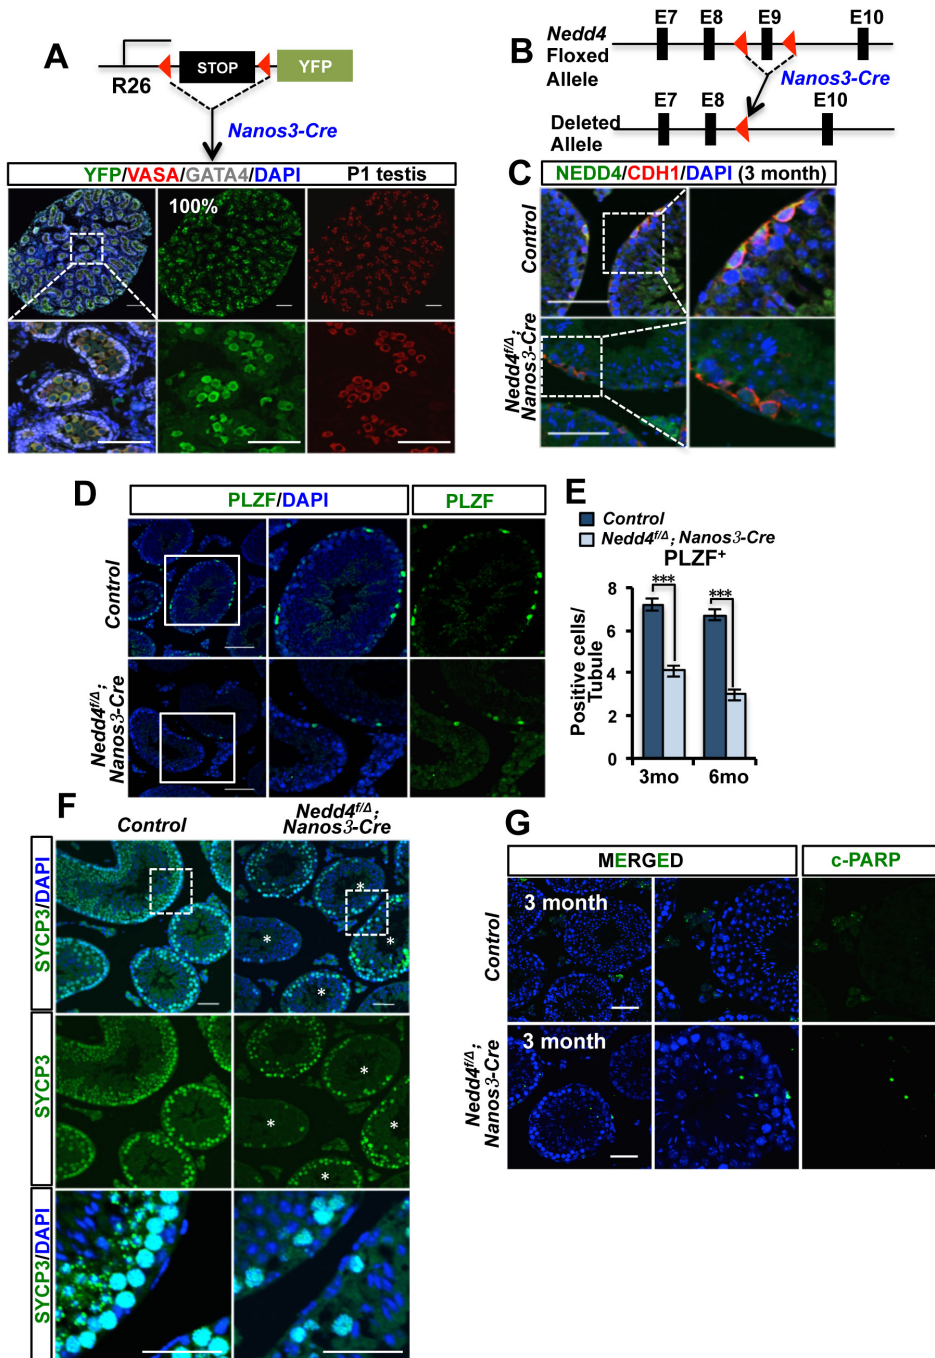 A
R26
STOP
YFP
Nanos3-Cre
YFP/VASA/GATA4/DAPI P1 testis
100%
B
Nedd4
Floxed
Allele
E7 E8 E9 E10
Nanos3-Cre
E7 E8 E10
Deleted
Allele
C
NEDD4/CDH1/DAPI (3 month)
Control
Nedd4f/Δ;
Nanos3-Cre
D
PLZF/DAPI
PLZF
Control
Nedd4f/Δ;
Nanos3-Cre
E
Control
Nedd4f/Δ; Nanos3-Cre
PLZF+
Positive cells/
Tubule
8
6
4
2
0
***
***
3mo 6mo
F
Control
Nedd4f/Δ;
Nanos3-Cre
SYCP3/DAPI
*
*
*
*
SYCP3
*
*
*
*
SYCP3/DAPI
G
MERGED
c-PARP
3 month
Control
3 month
Nedd4f/Δ;
Nanos3-Cre